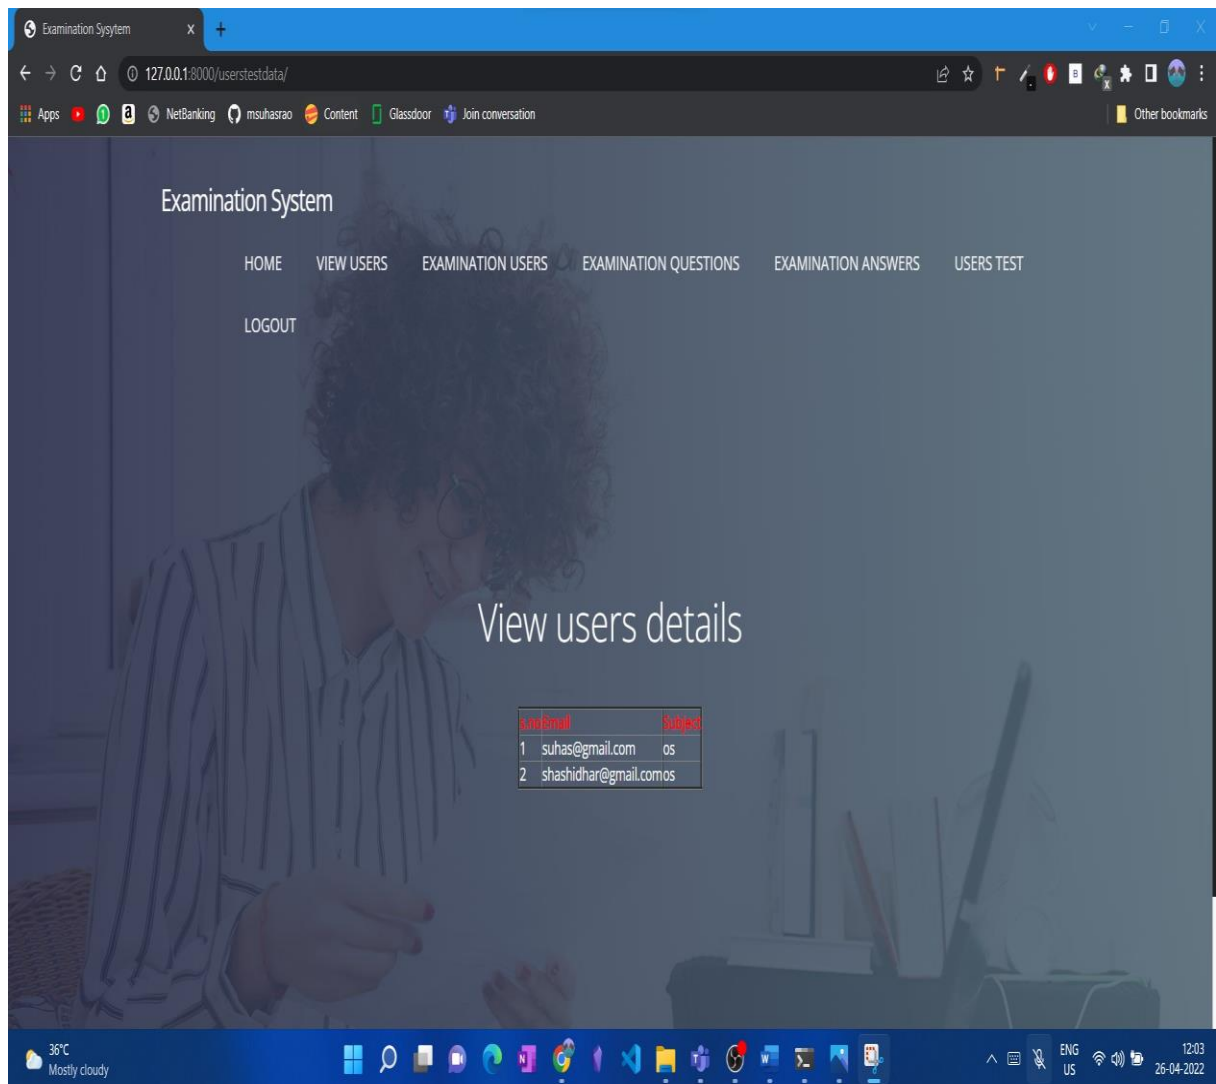 Examination Sysytem
127.0.0.1:8000/userstestdata/
Apps NetBanking msuhasrao Content Glassdoor Join conversation Other bookmarks
Examination System
HOME VIEW USERS EXAMINATION USERS EXAMINATION QUESTIONS EXAMINATION ANSWERS USERS TEST
LOGOUT
View users details
s.no Email Subject
1 suhas@gmail.com os
2 shashidhar@gmail.com os
36°C
Mostly cloudy
ENG
US
12:03
26-04-2022